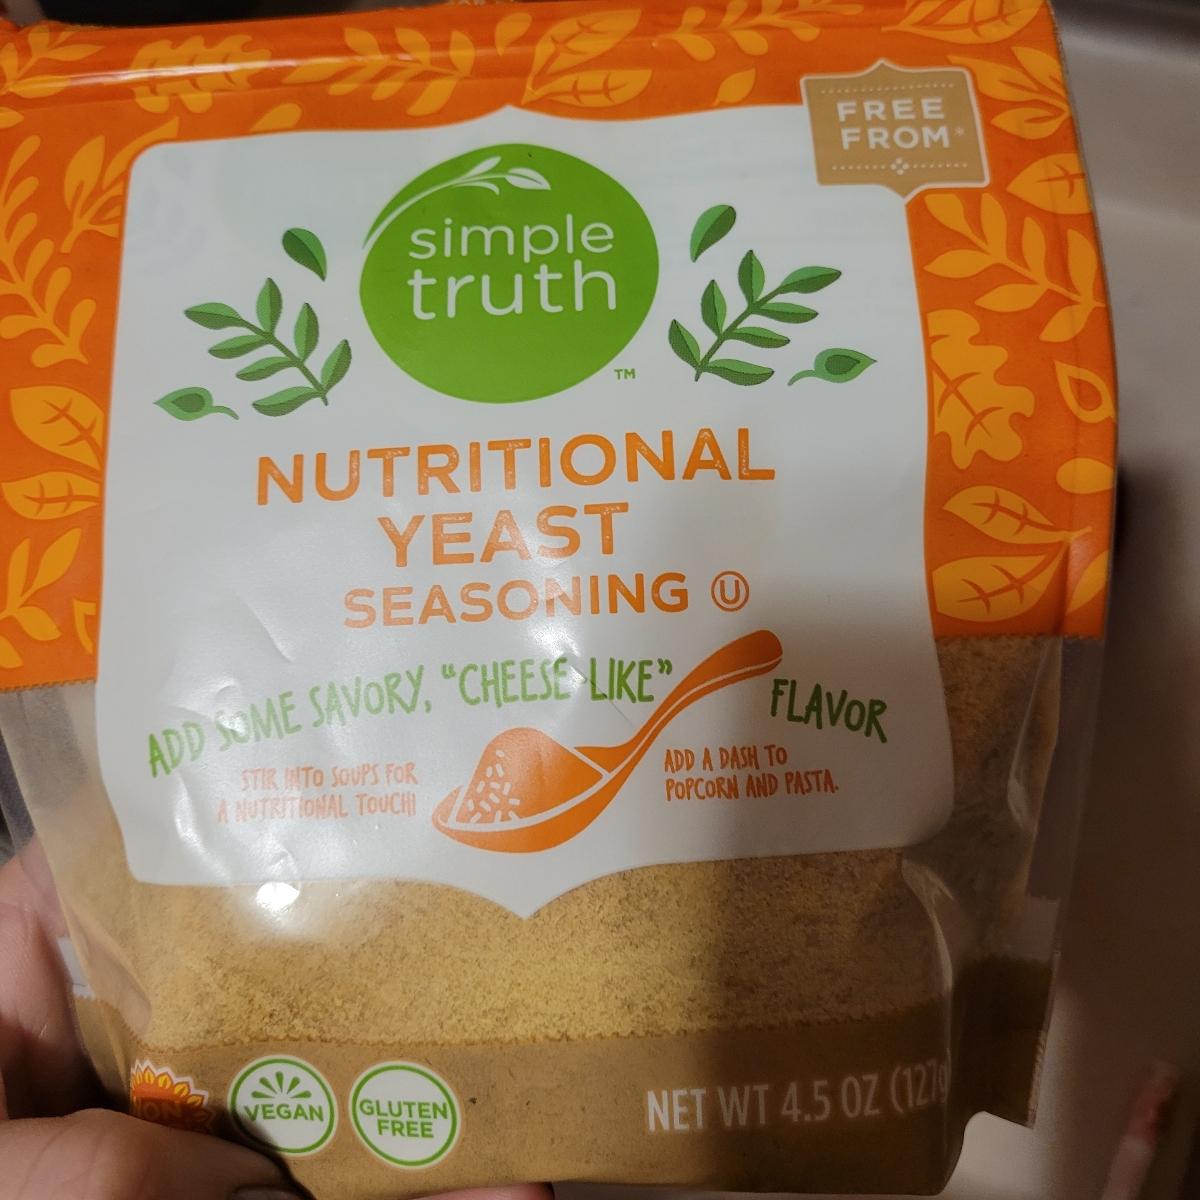 FREE
FROM*
simple
truth
TM
NUTRITIONAL
YEAST
SEASONING U
ADD SOME SAVORY, "CHEESE-LIKE" FLAVOR
STIR INTO SOUPS FOR
A NUTRITIONAL TOUCH!
ADD A DASH TO
POPCORN AND PASTA.
VEGAN
GLUTEN
FREE
NET WT 4.5 OZ (127g